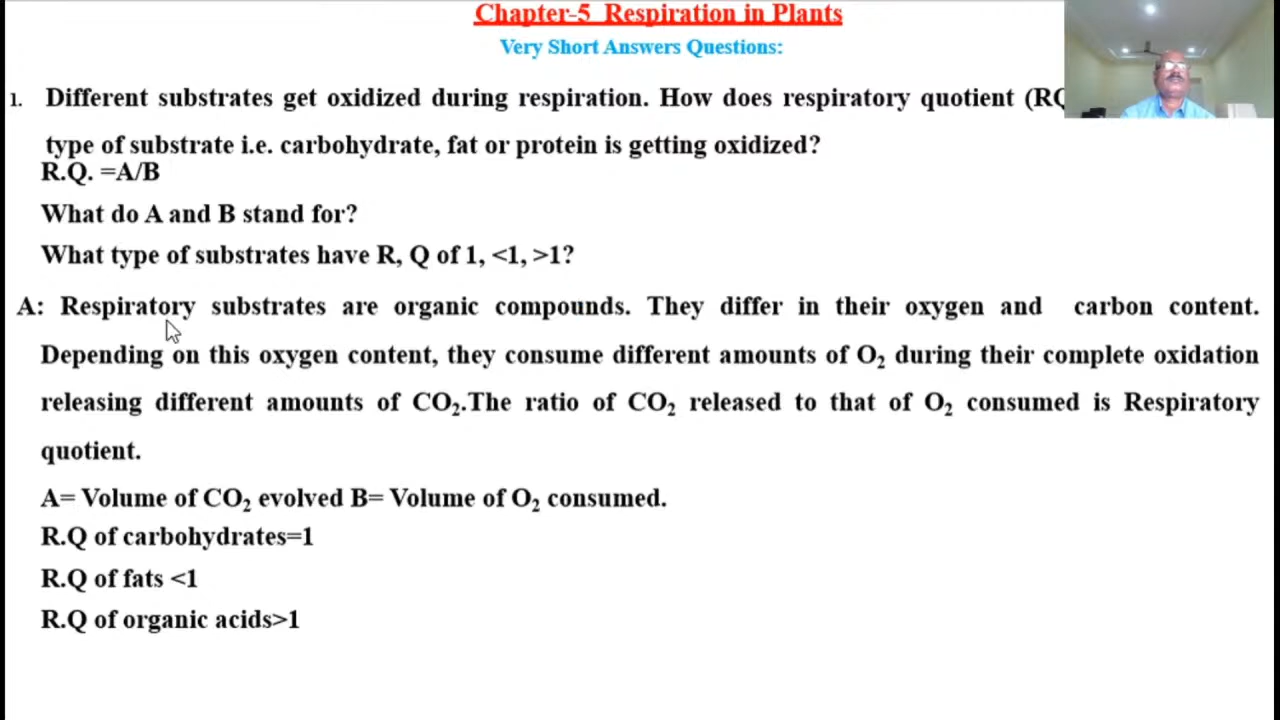 Chapter-5 Respiration in Plants
Very Short Answers Questions:
1. Different substrates get oxidized during respiration. How does respiratory quotient (RQ
type of substrate i.e. carbohydrate, fat or protein is getting oxidized?
R.Q. =A/B
What do A and B stand for?
What type of substrates have R, Q of 1, <1, >1?
A: Respiratory substrates are organic compounds. They differ in their oxygen and carbon content.
Depending on this oxygen content, they consume different amounts of O₂ during their complete oxidation
releasing different amounts of CO₂.The ratio of CO₂ released to that of O₂ consumed is Respiratory
quotient.
A= Volume of CO₂ evolved B= Volume of O₂ consumed.
R.Q of carbohydrates=1
R.Q of fats <1
R.Q of organic acids>1